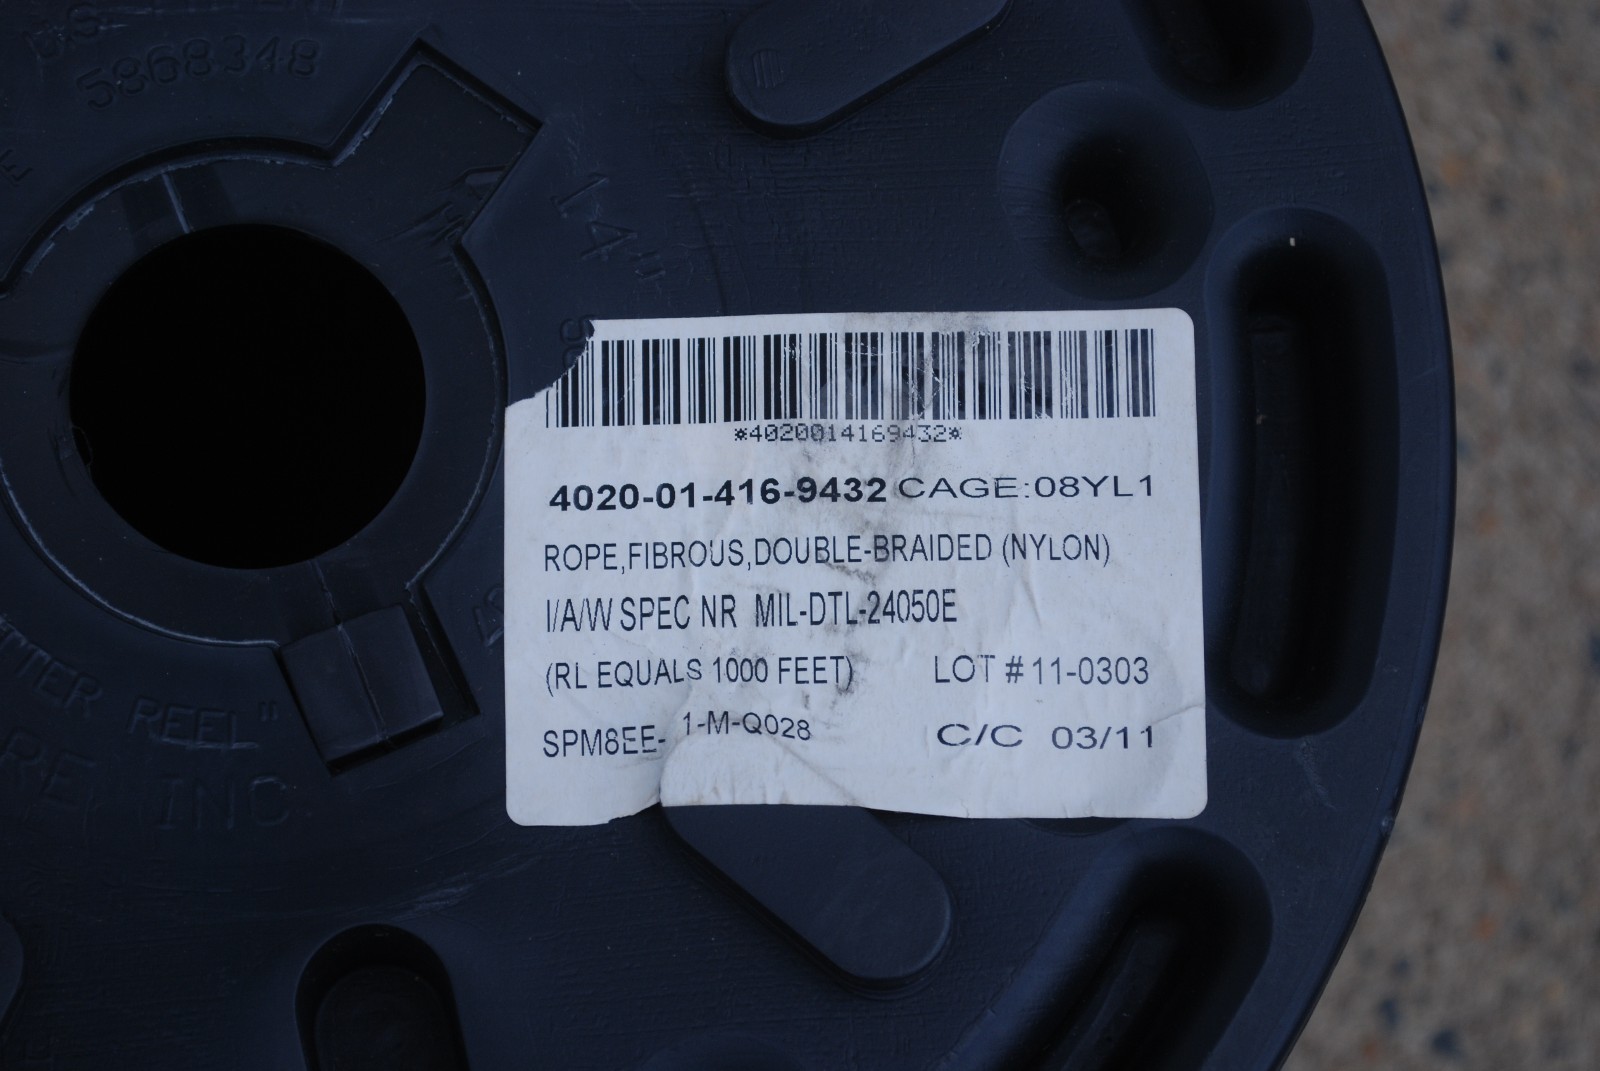 5868348
14"
*4020014169432*
4020-01-416-9432 CAGE:08YL1
ROPE,FIBROUS,DOUBLE-BRAIDED (NYLON)
I/A/W SPEC NR MIL-DTL-24050E
(RL EQUALS 1000 FEET) LOT # 11-0303
SPM8EE- 1-M-Q028 C/C 03/11
REEL"
INC